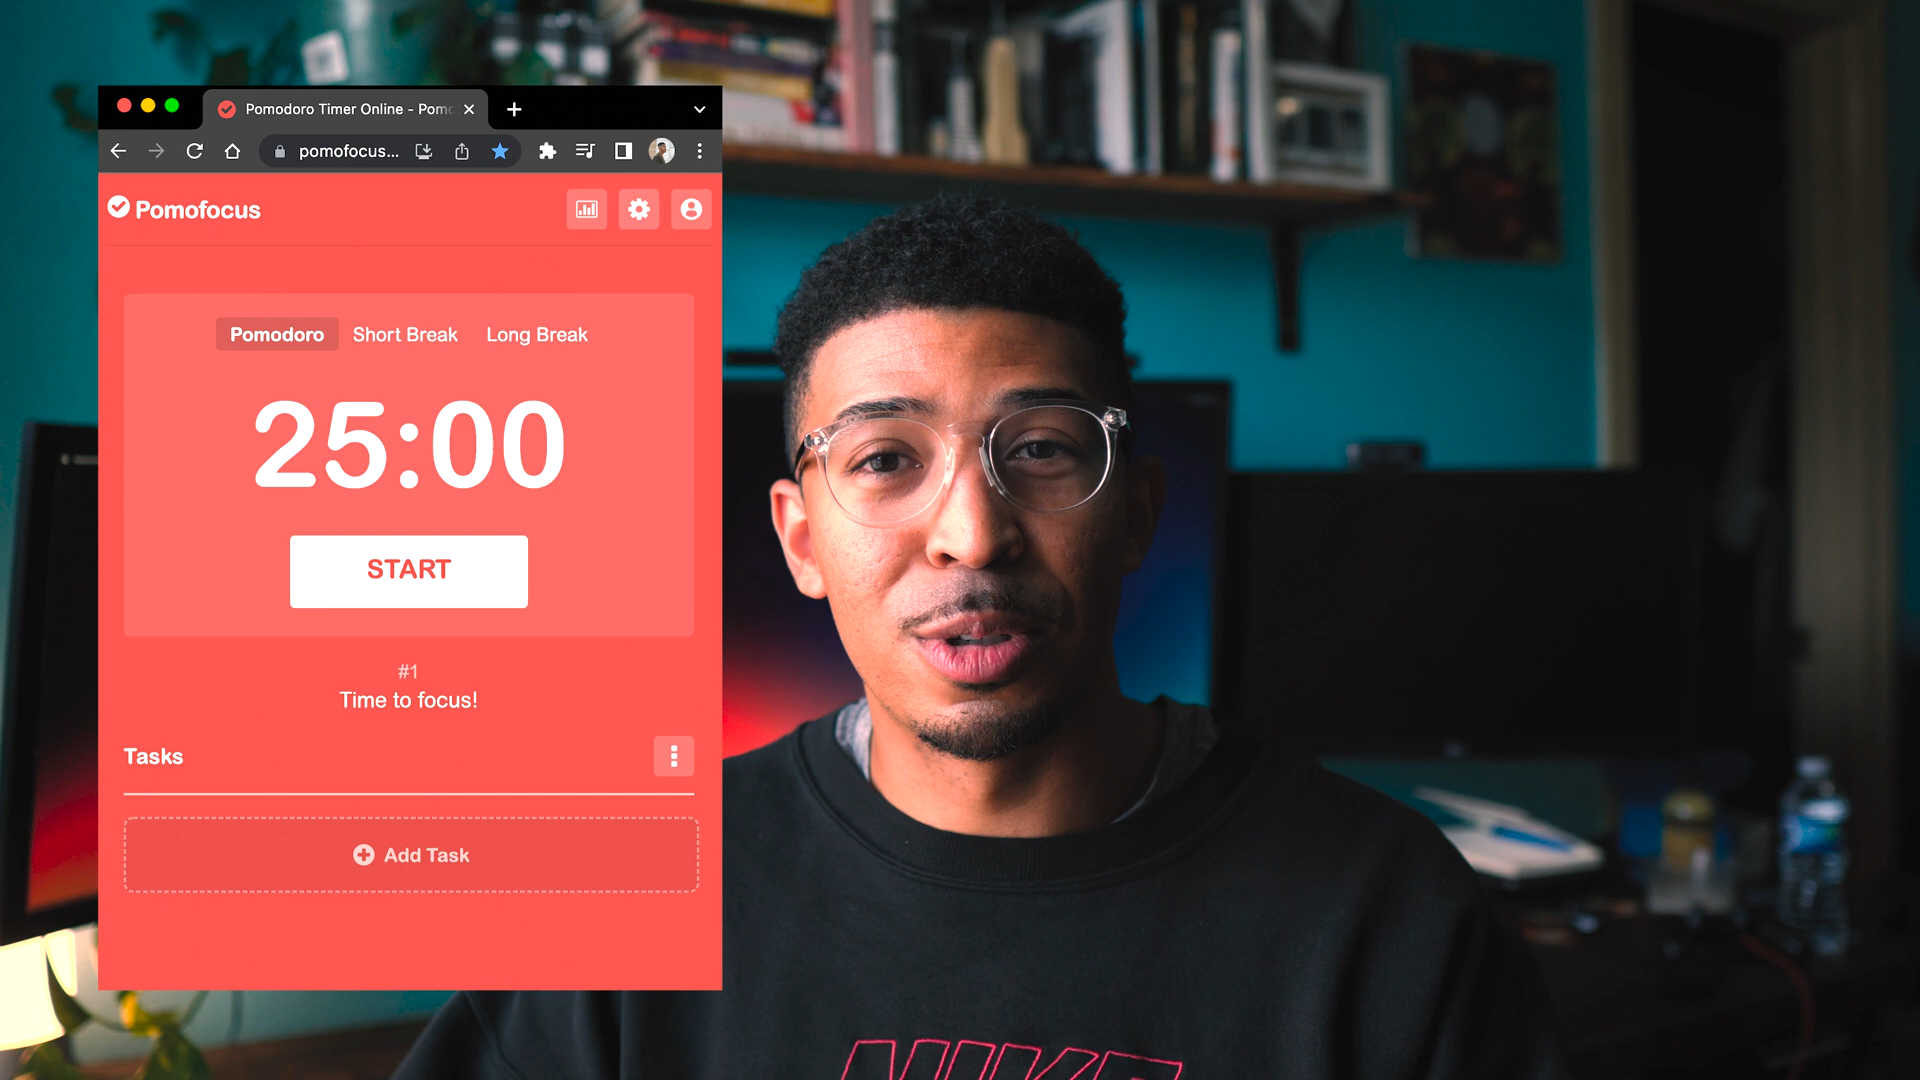 Pomodoro Timer Online - Pomo
pomofocus...
Pomofocus
Pomodoro Short Break Long Break
25:00
START
#1
Time to focus!
Tasks
Add Task
NIKE